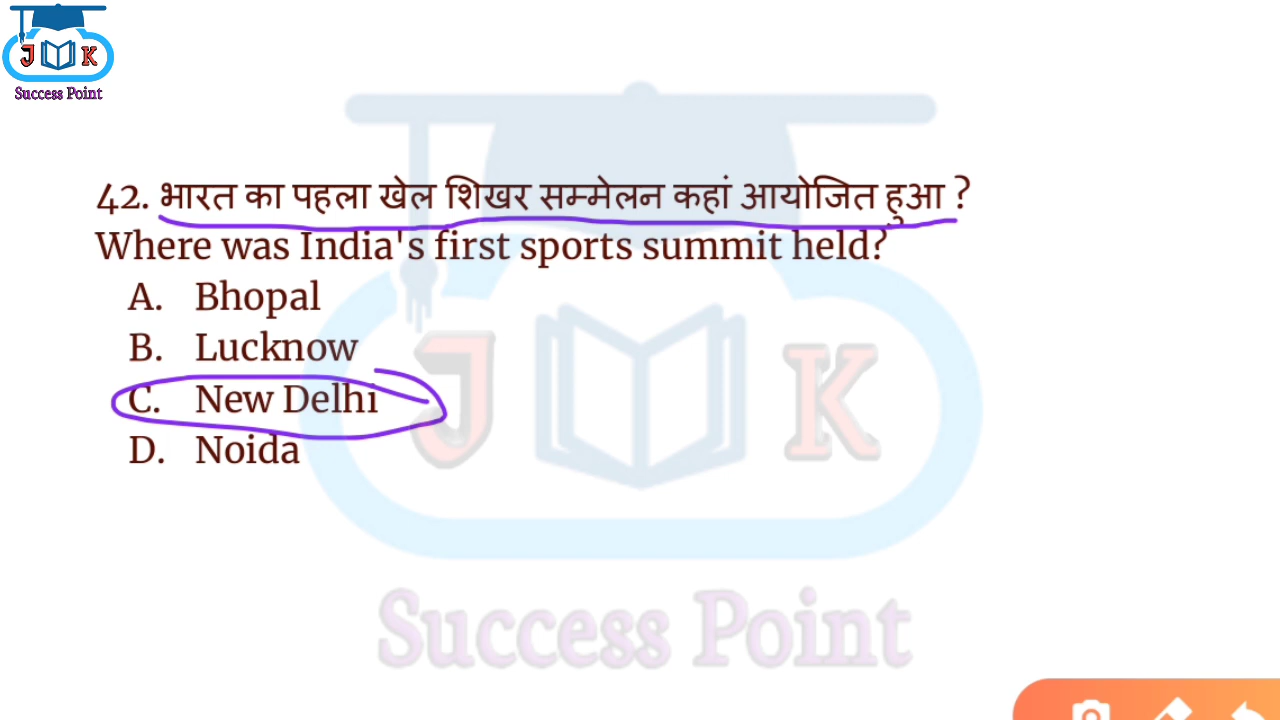 J K
Success Point
42. भारत का पहला खेल शिखर सम्मेलन कहां आयोजित हुआ ?
Where was India's first sports summit held?
A. Bhopal
B. Lucknow
C. New Delhi
D. Noida
J K
Success Point